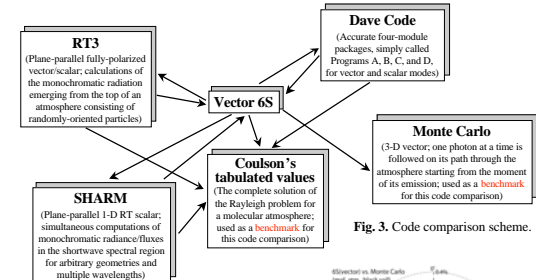 RT3
(Plane-parallel fully-polarized
vector/scalar; calculations of
the monochromatic radiation
emerging from the top of an
atmosphere consisting of
randomly-oriented particles)
Dave Code
(Accurate four-module
packages, simply called
Programs A, B, C, and D,
for vector and scalar modes)
Vector 6S
Monte Carlo
(3-D vector; one photon at a time is
followed on its path through the
atmosphere starting from the moment
of its emission; used as a benchmark
for this code comparison)
Coulson's
tabulated values
(The complete solution of
the Rayleigh problem for
a molecular atmosphere;
used as a benchmark for
this code comparison)
SHARM
(Plane-parallel 1-D RT scalar;
simultaneous computations of
monochromatic radiance/fluxes
in the shortwave spectral region
for arbitrary geometries and
multiple wavelengths)
Fig. 3. Code comparison scheme.
6S(vector) vs. Monte Carlo